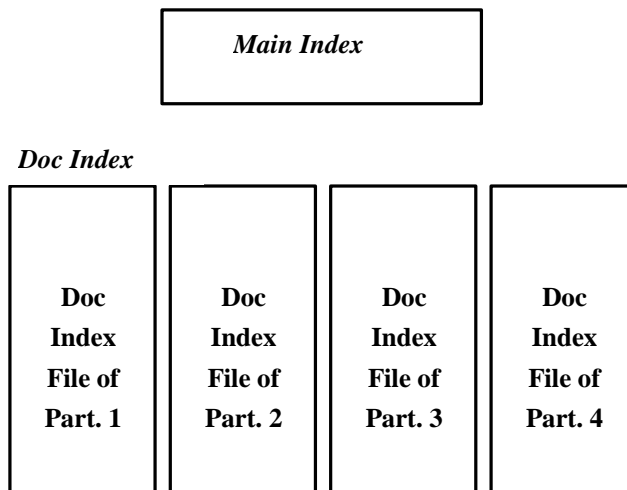 Main Index
Doc Index
Doc
Index
File of
Part. 1
Doc
Index
File of
Part. 2
Doc
Index
File of
Part. 3
Doc
Index
File of
Part. 4